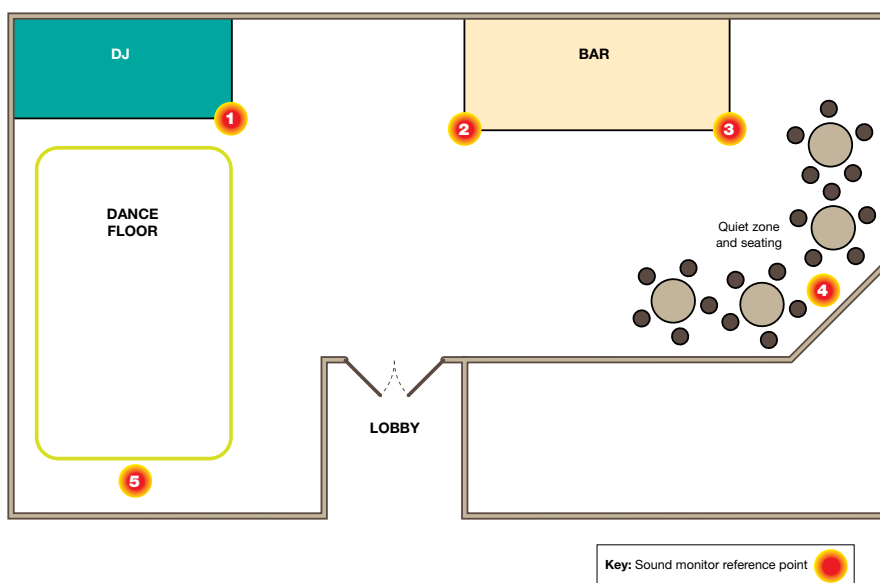 DJ
BAR
1
2
3
DANCE
FLOOR
Quiet zone
and seating
4
LOBBY
5
Key: Sound monitor reference point